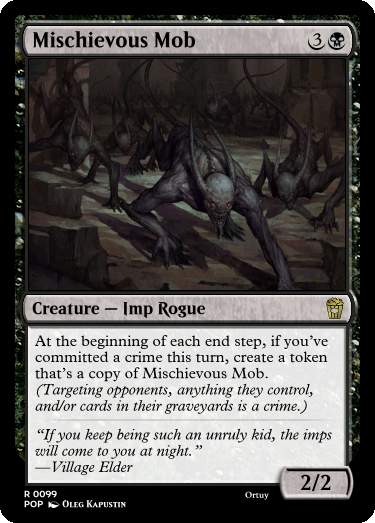 Mischievous Mob 3
Creature — Imp Rogue
At the beginning of each end step, if you've
committed a crime this turn, create a token
that's a copy of Mischievous Mob.
(Targeting opponents, anything they control,
and/or cards in their graveyards is a crime.)
"If you keep being such an unruly kid, the imps
will come to you at night."
—Village Elder
2/2
R 0099
POP Oleg Kapustin
Ortuy